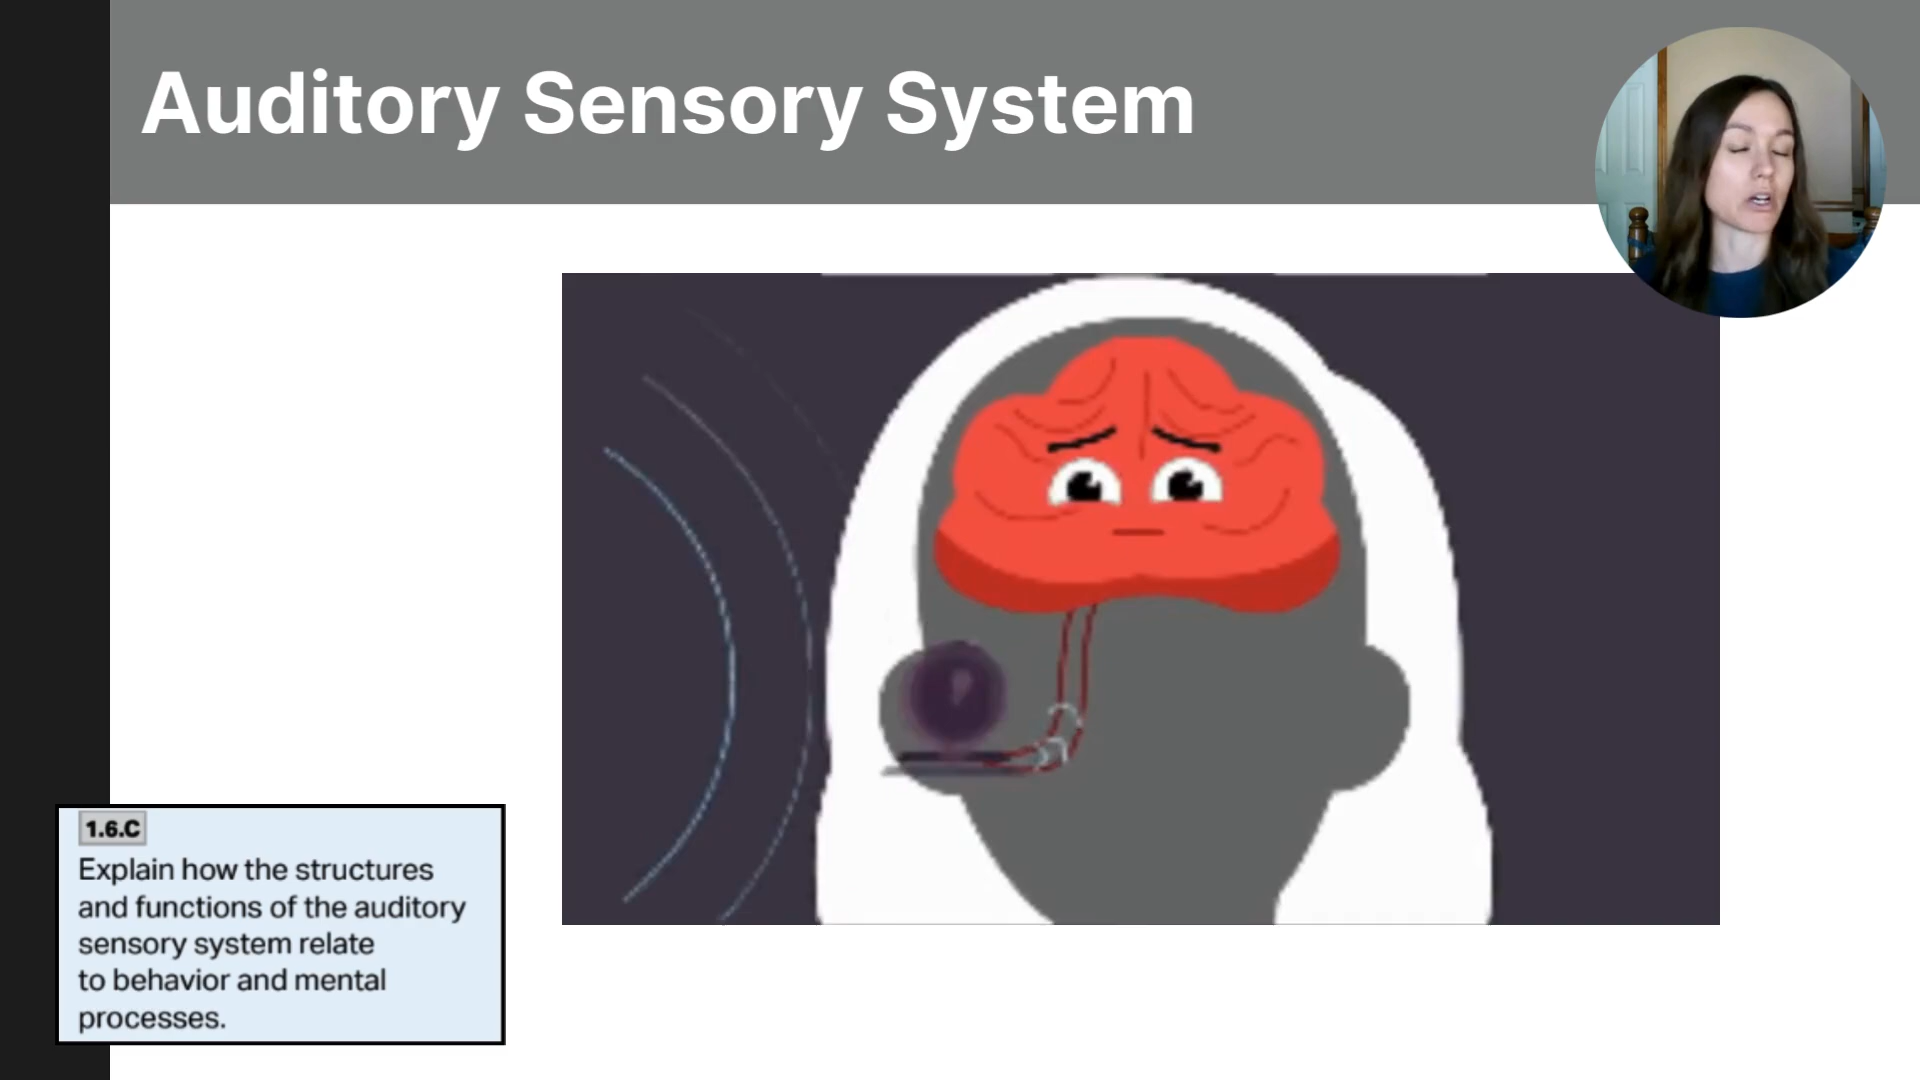 Auditory Sensory System
1.6.C
Explain how the structures
and functions of the auditory
sensory system relate
to behavior and mental
processes.